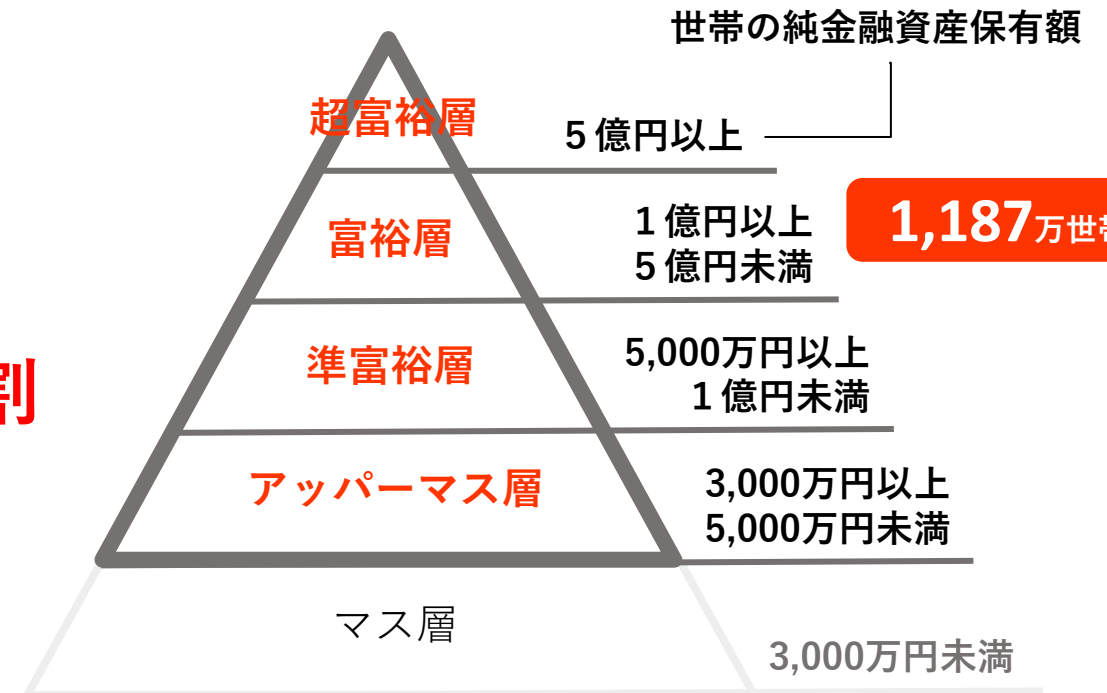 世帯の純金融資産保有額
超富裕層
5億円以上
富裕層
1億円以上
5億円未満
1,187万世帯
準富裕層
5,000万円以上
1億円未満
割
アッパーマス層
3,000万円以上
5,000万円未満
マス層
3,000万円未満